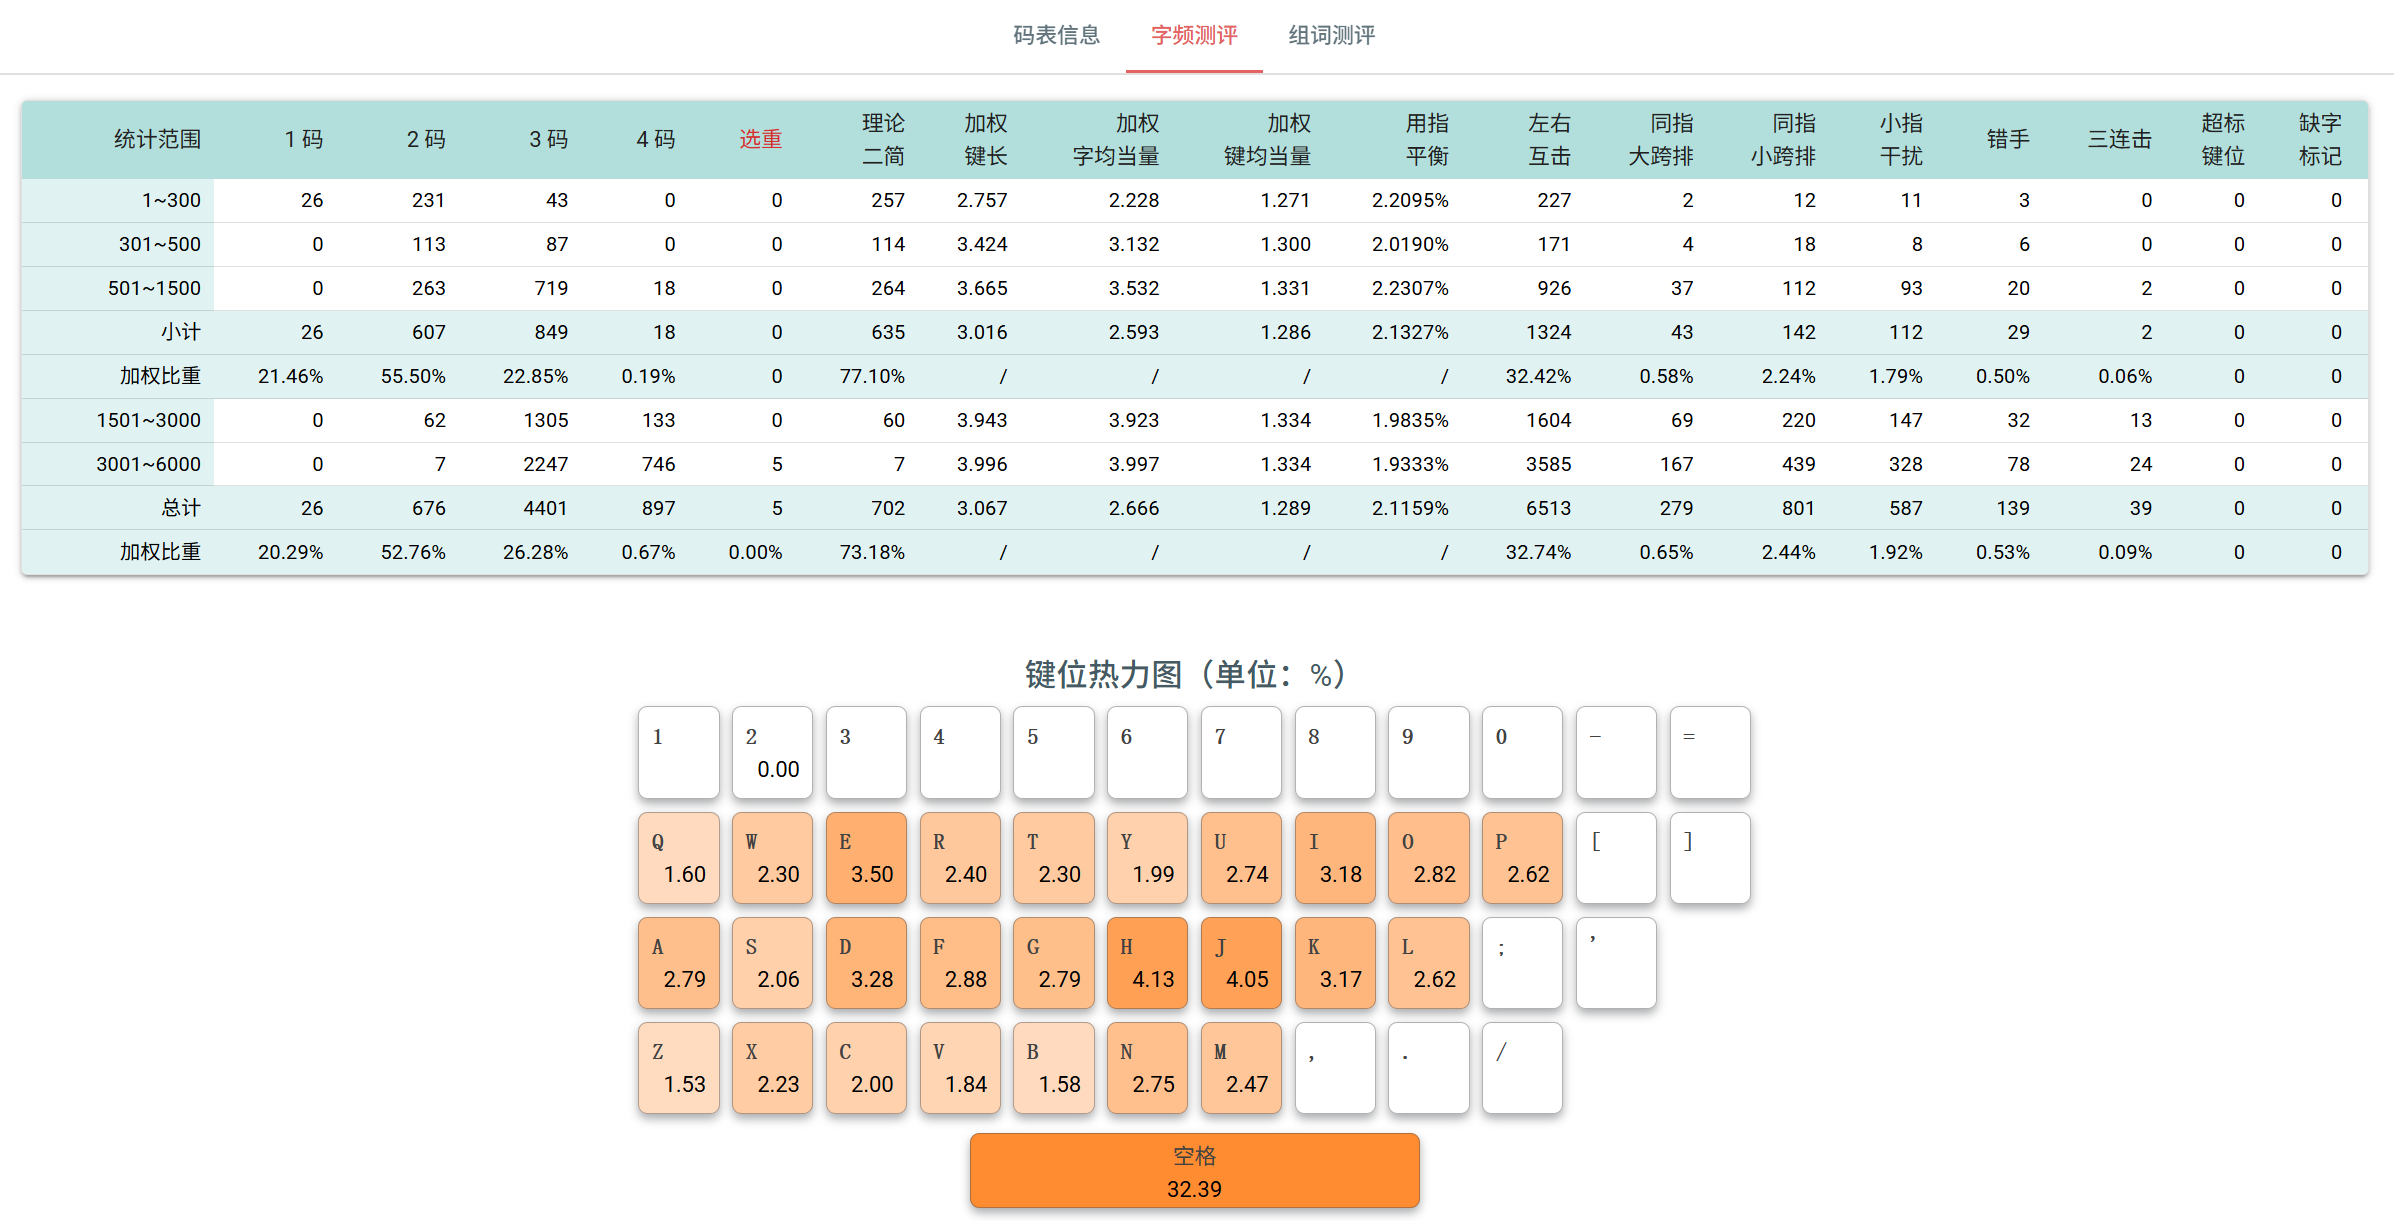 码表信息 字频测评 组词测评
统计范围 1 码 2 码 3 码 4 码 选重 理论二简 加权键长 加权字均当量 加权键均当量 用指平衡 左右互击 同指大跨排 同指小跨排 小指干扰 错手 三连击 超标键位 缺字标记
1~300 26 231 43 0 0 257 2.757 2.228 1.271 2.2095% 227 2 12 11 3 0 0 0
301~500 0 113 87 0 0 114 3.424 3.132 1.300 2.0190% 171 4 18 8 6 0 0 0
501~1500 0 263 719 18 0 264 3.665 3.532 1.331 2.2307% 926 37 112 93 20 2 0 0
小计 26 607 849 18 0 635 3.016 2.593 1.286 2.1327% 1324 43 142 112 29 2 0 0
加权比重 21.46% 55.50% 22.85% 0.19% 0 77.10% / / / / 32.42% 0.58% 2.24% 1.79% 0.50% 0.06% 0 0
1501~3000 0 62 1305 133 0 60 3.943 3.923 1.334 1.9835% 1604 69 220 147 32 13 0 0
3001~6000 0 7 2247 746 5 7 3.996 3.997 1.334 1.9333% 3585 167 439 328 78 24 0 0
总计 26 676 4401 897 5 702 3.067 2.666 1.289 2.1159% 6513 279 801 587 139 39 0 0
加权比重 20.29% 52.76% 26.28% 0.67% 0.00% 73.18% / / / / 32.74% 0.65% 2.44% 1.92% 0.53% 0.09% 0 0
键位热力图（单位：%）
1 2 3 4 5 6 7 8 9 0 - =
0.00
Q W E R T Y U I O P [ ]
1.60 2.30 3.50 2.40 2.30 1.99 2.74 3.18 2.82 2.62
A S D F G H J K L ; '
2.79 2.06 3.28 2.88 2.79 4.13 4.05 3.17 2.62
Z X C V B N M , . /
1.53 2.23 2.00 1.84 1.58 2.75 2.47
空格
32.39